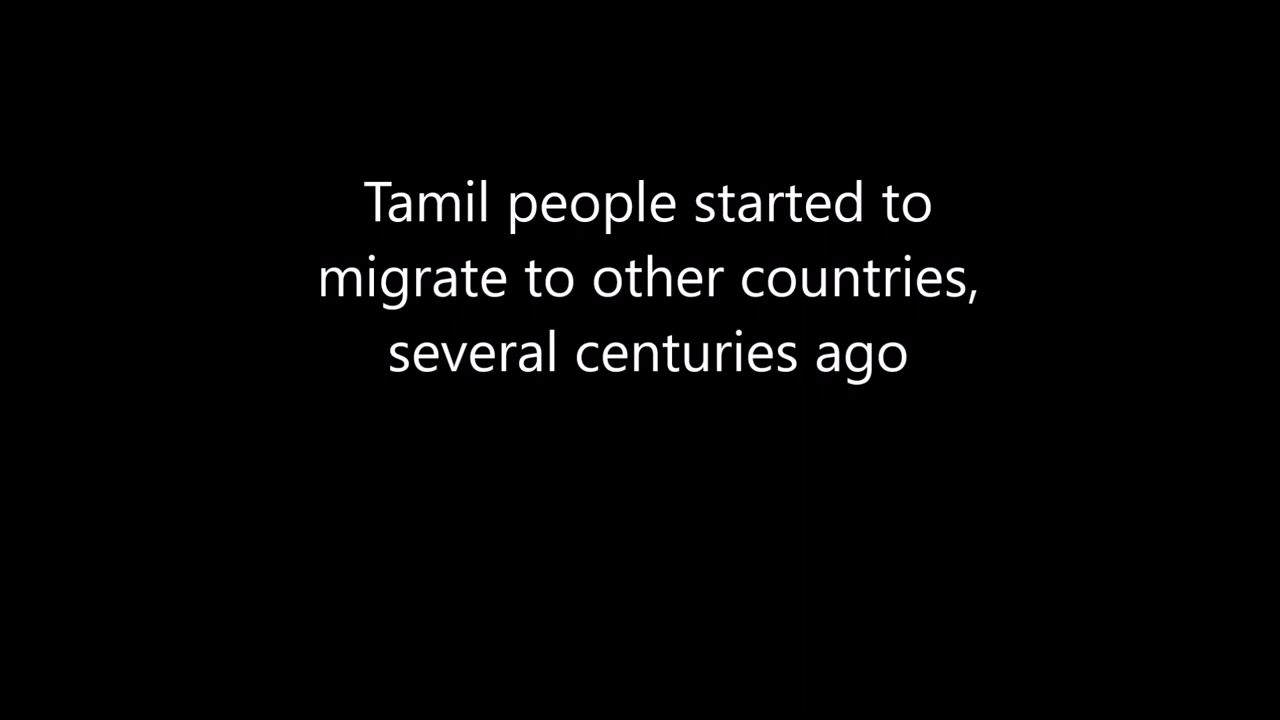 Tamil people started to
migrate to other countries,
several centuries ago